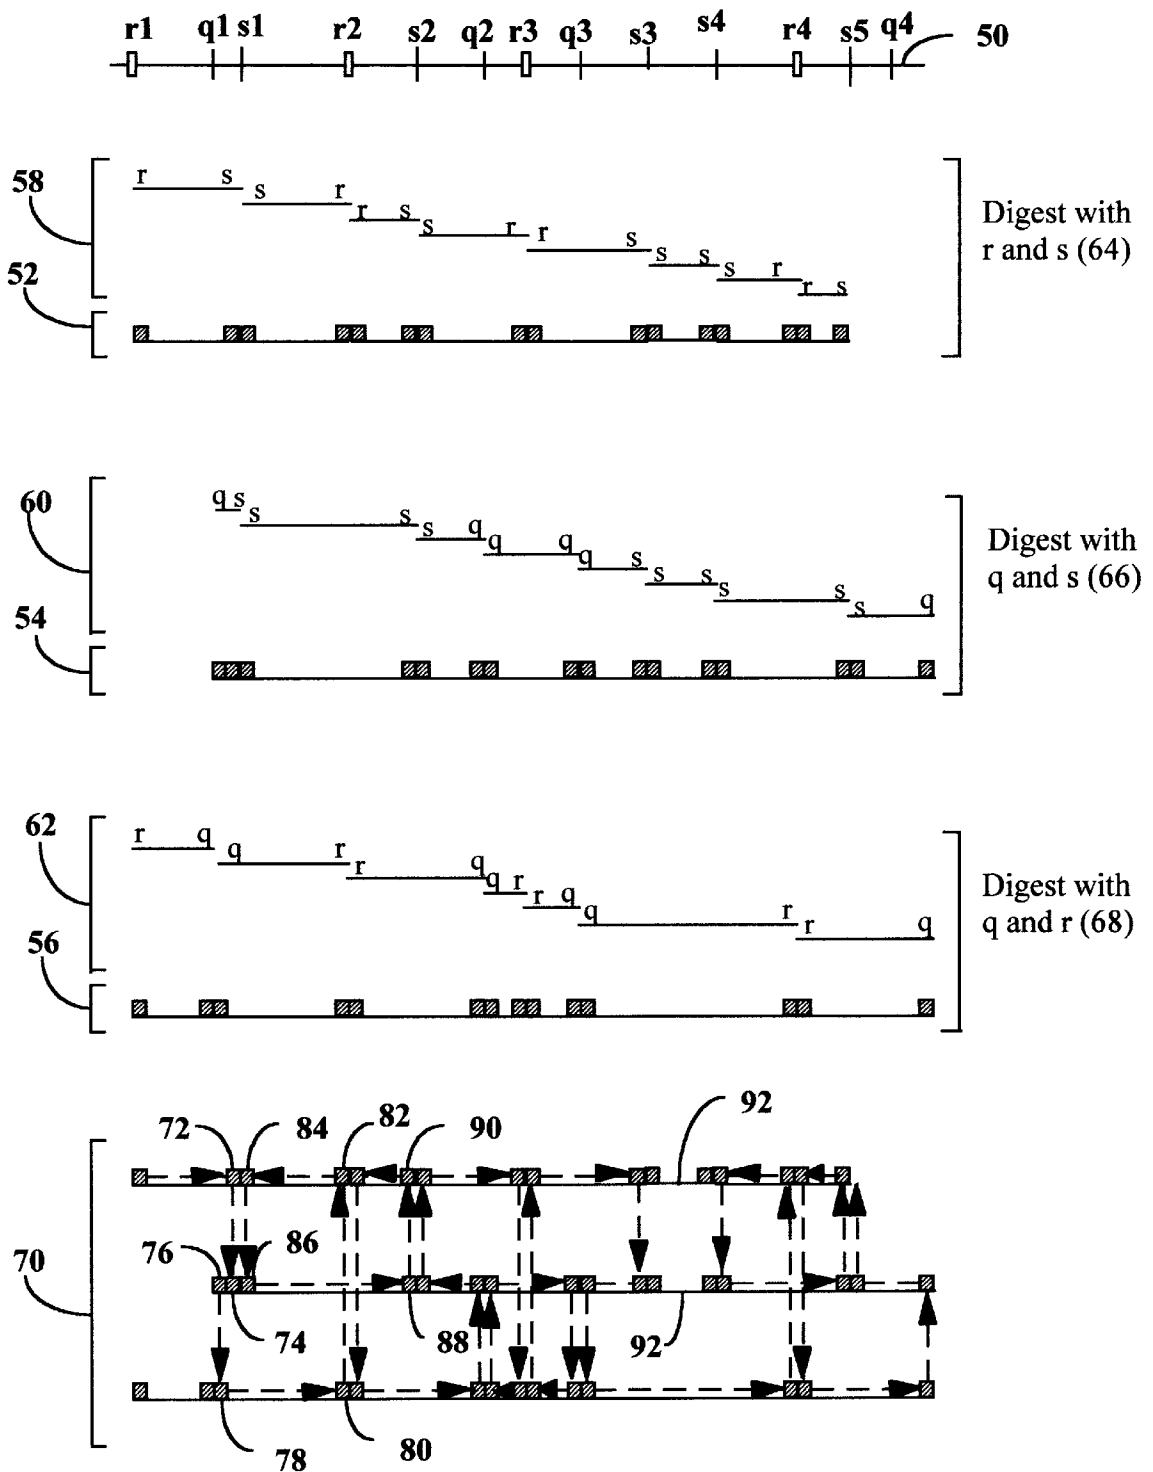 r1 q1 s1 r2 s2 q2 r3 q3 s3 s4 r4 s5 q4 50
58
r s
s r
r s
s r
r s
s s
s r
r s
Digest with
r and s (64)
52
60
q s
s s
s q
q q
q s
s s
s s
s q
Digest with
q and s (66)
54
62
r q
q r
r q
q r
r q
q r
r q
Digest with
q and r (68)
56
72 84 82 90 92
70
76 86
74 88 92
78 80